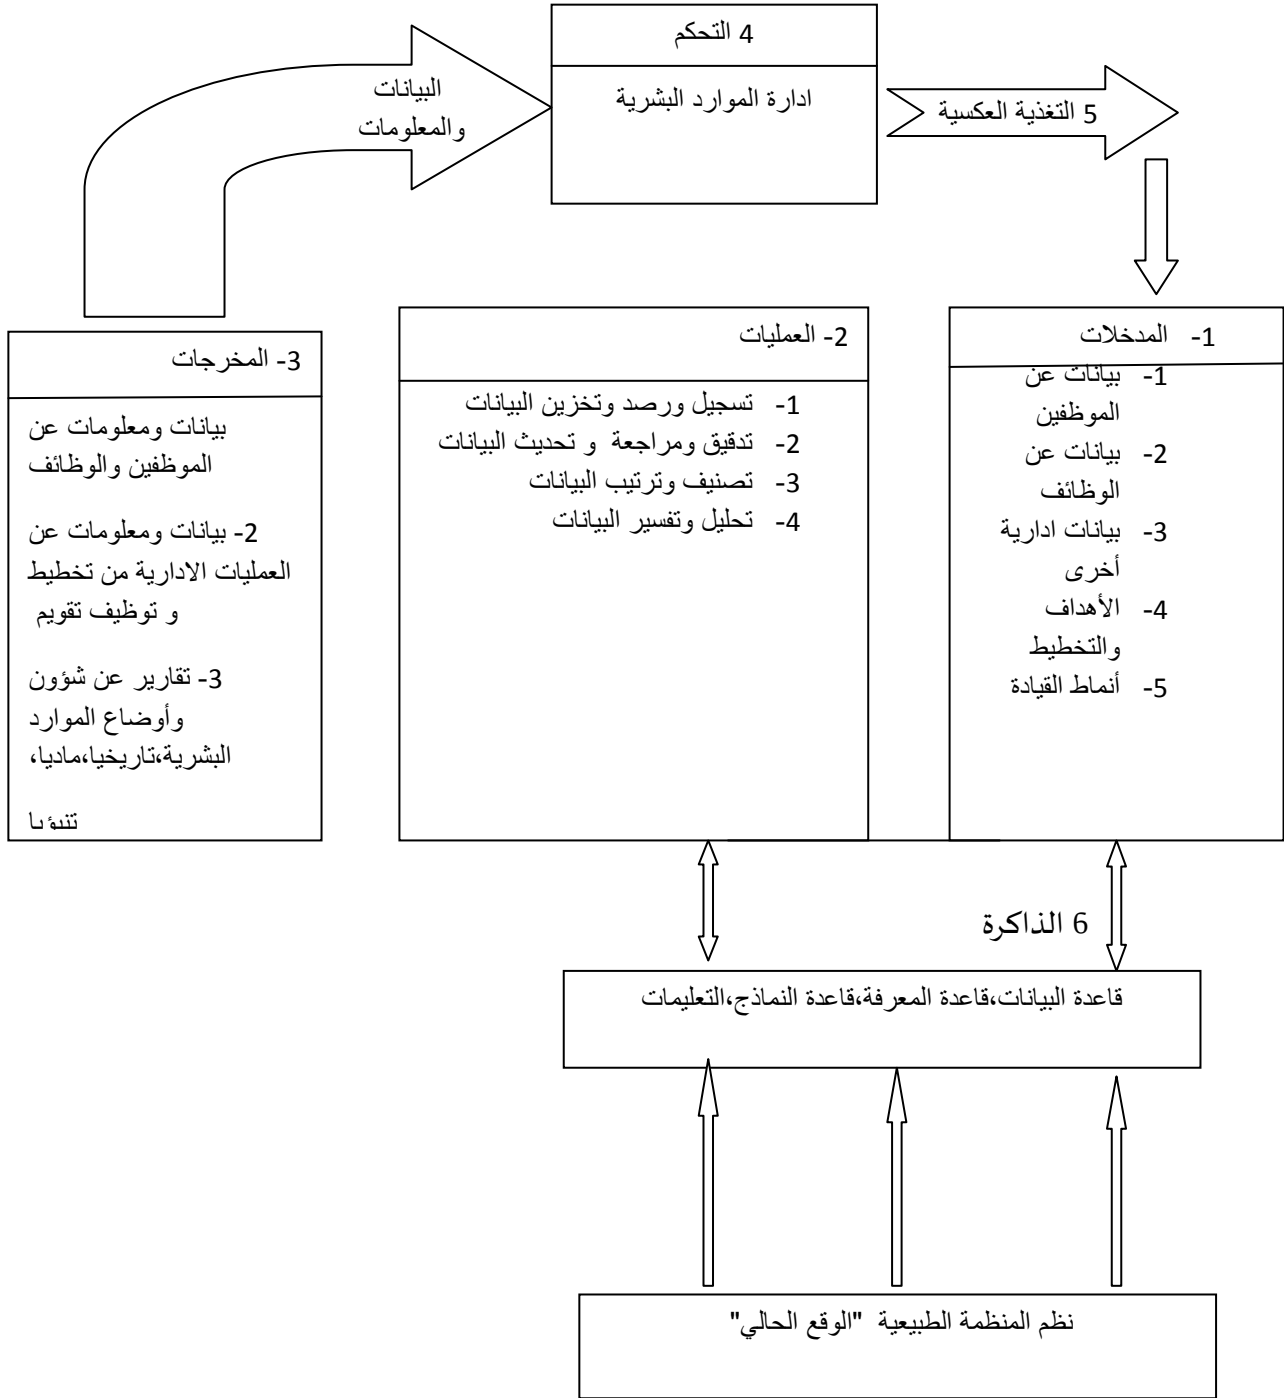 4 التحكم
ادارة الموارد البشرية
البيانات
والمعلومات
5 التغذية العكسية
1- المدخلات
1- بيانات عن
الموظفين
2- بيانات عن
الوظائف
3- بيانات ادارية
أخرى
4- الأهداف
والتخطيط
5- أنماط القيادة
2- العمليات
1- تسجيل ورصد وتخزين البيانات
2- تدقيق ومراجعة و تحديث البيانات
3- تصنيف وترتيب البيانات
4- تحليل وتفسير البيانات
3- المخرجات
بيانات ومعلومات عن
الموظفين والوظائف
2- بيانات ومعلومات عن
العمليات الادارية من تخطيط
و توظيف تقويم
3- تقارير عن شؤون
وأوضاع الموارد
البشرية،تاريخيا،ماديا،
تنبؤيا
6 الذاكرة
قاعدة البيانات،قاعدة المعرفة،قاعدة النماذج،التعليمات
نظم المنظمة الطبيعية "الوقع الحالي"